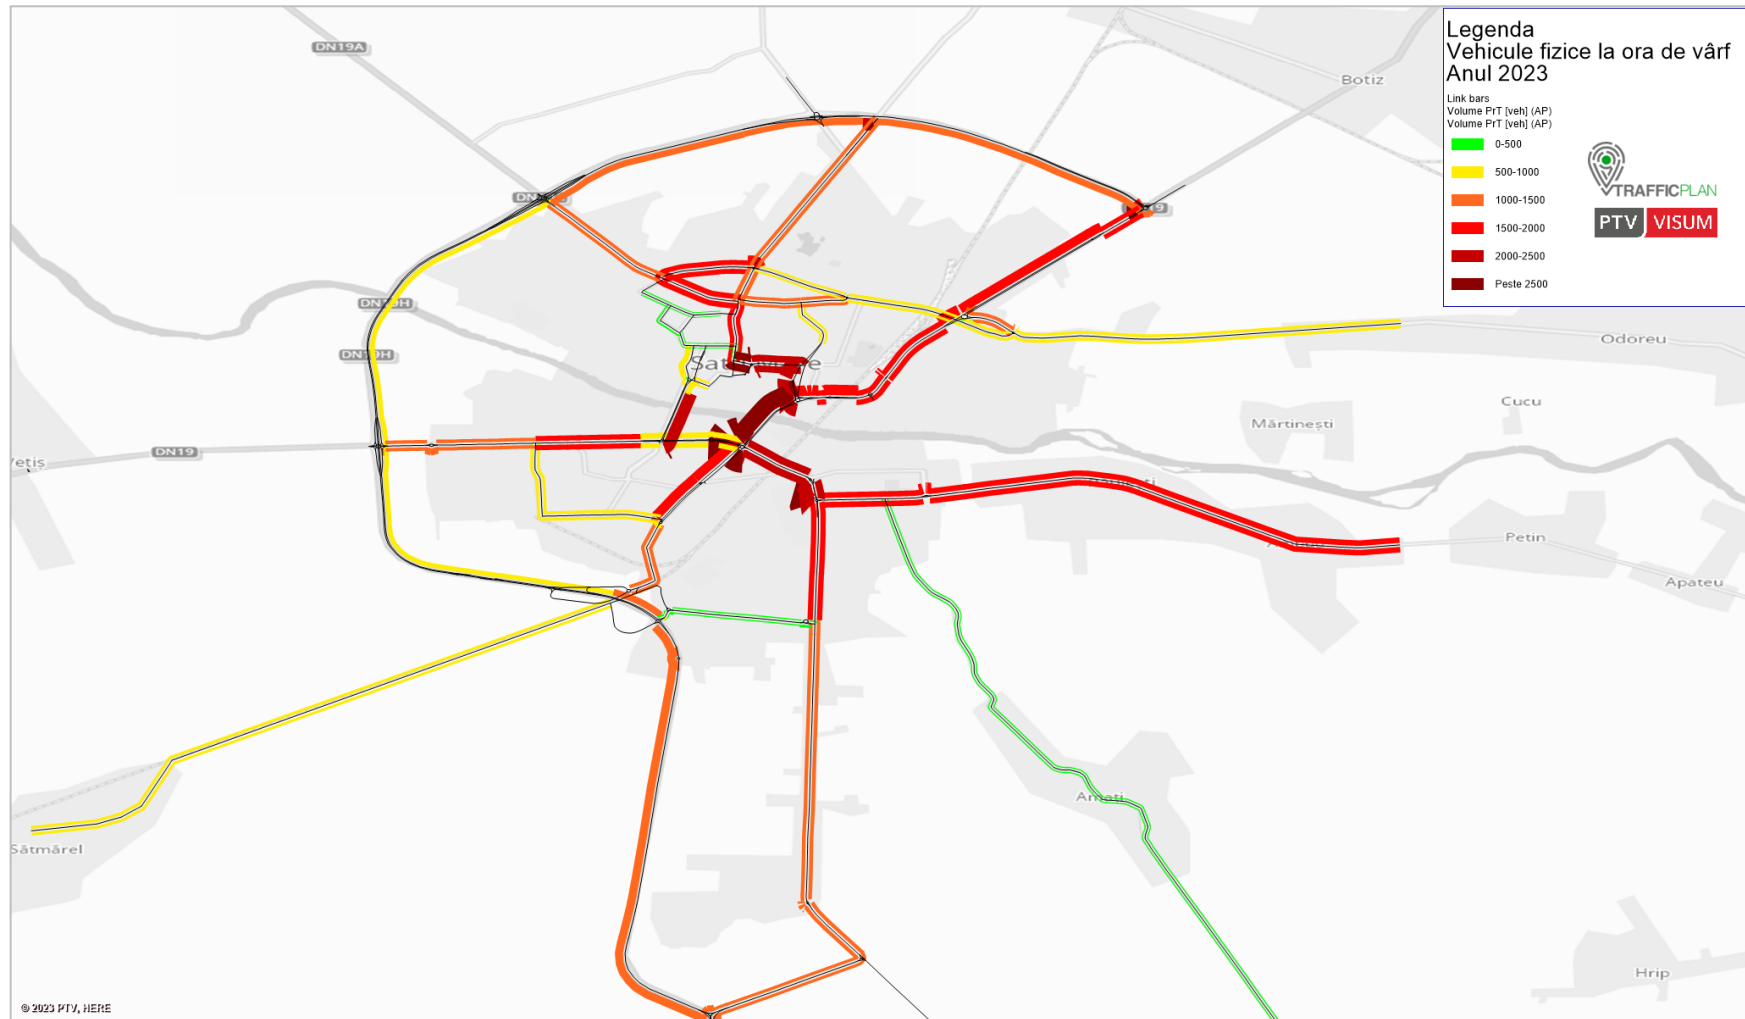 Legenda
Vehicule fizice la ora de vârf
Anul 2023
Link bars
Volume PrT [veh] (AP)
Volume PrT [veh] (AP)
0-500
500-1000
1000-1500
1500-2000
2000-2500
Peste 2500
TRAFFICPLAN
PTV VISUM
DN19A
Botiz
Odoreu
Cucu
Mărtinești
DN19
Petin
Apateu
Amați
Sătmărel
Hrip
© 2023 PTV, HERE